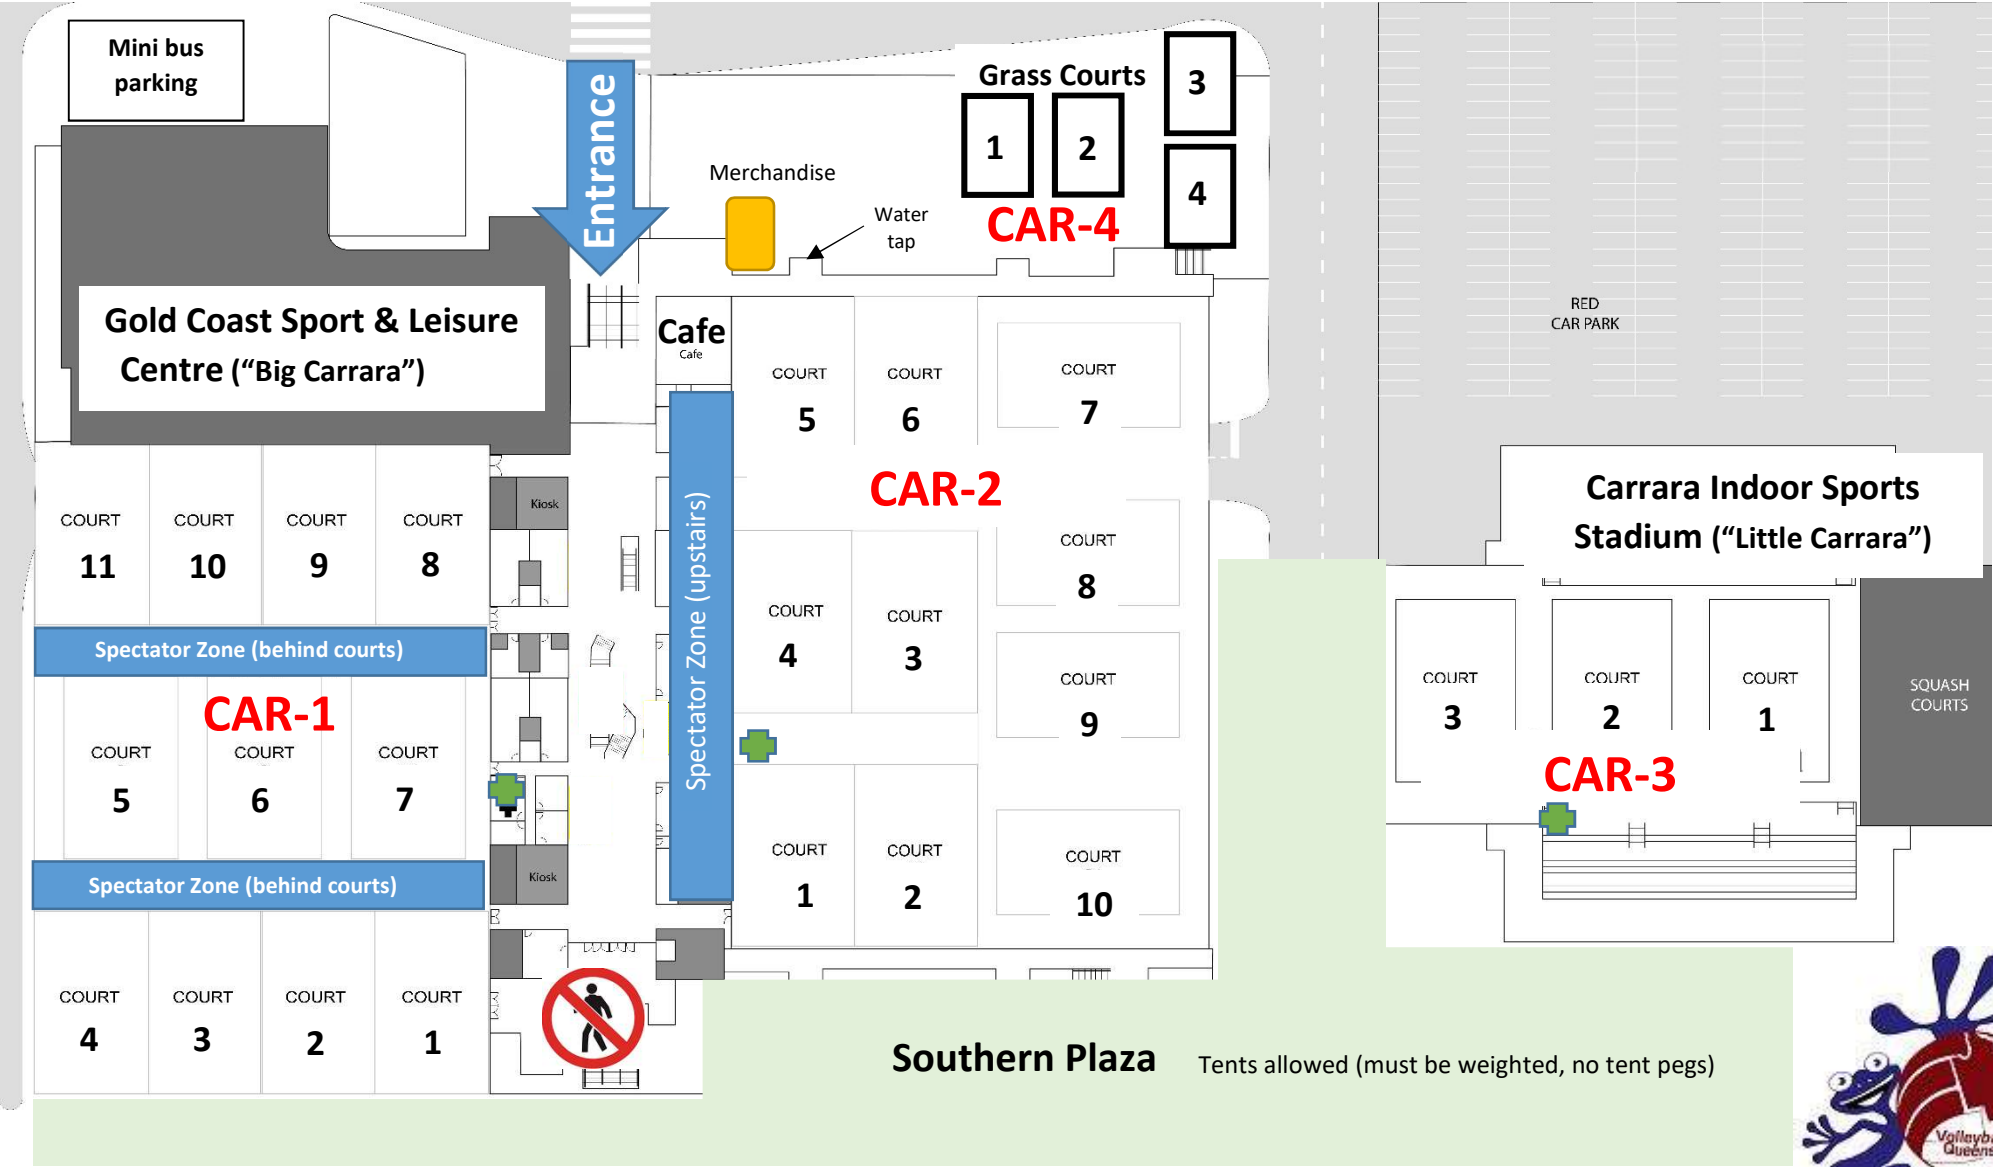 Mini bus
parking
Entrance
Grass Courts
1
2
3
4
CAR-4
Merchandise
Water
tap
RED
CAR PARK
Gold Coast Sport & Leisure
Centre (“Big Carrara”)
Cafe
Cafe
COURT
5
COURT
6
COURT
7
CAR-2
COURT
8
COURT
4
COURT
3
COURT
9
COURT
1
COURT
2
COURT
10
Spectator Zone (upstairs)
Kiosk
Kiosk
COURT
11
COURT
10
COURT
9
COURT
8
Spectator Zone (behind courts)
CAR-1
COURT
5
COURT
6
COURT
7
Spectator Zone (behind courts)
COURT
4
COURT
3
COURT
2
COURT
1
Carrara Indoor Sports
Stadium (“Little Carrara”)
COURT
3
COURT
2
COURT
1
CAR-3
SQUASH
COURTS
Southern Plaza
Tents allowed (must be weighted, no tent pegs)